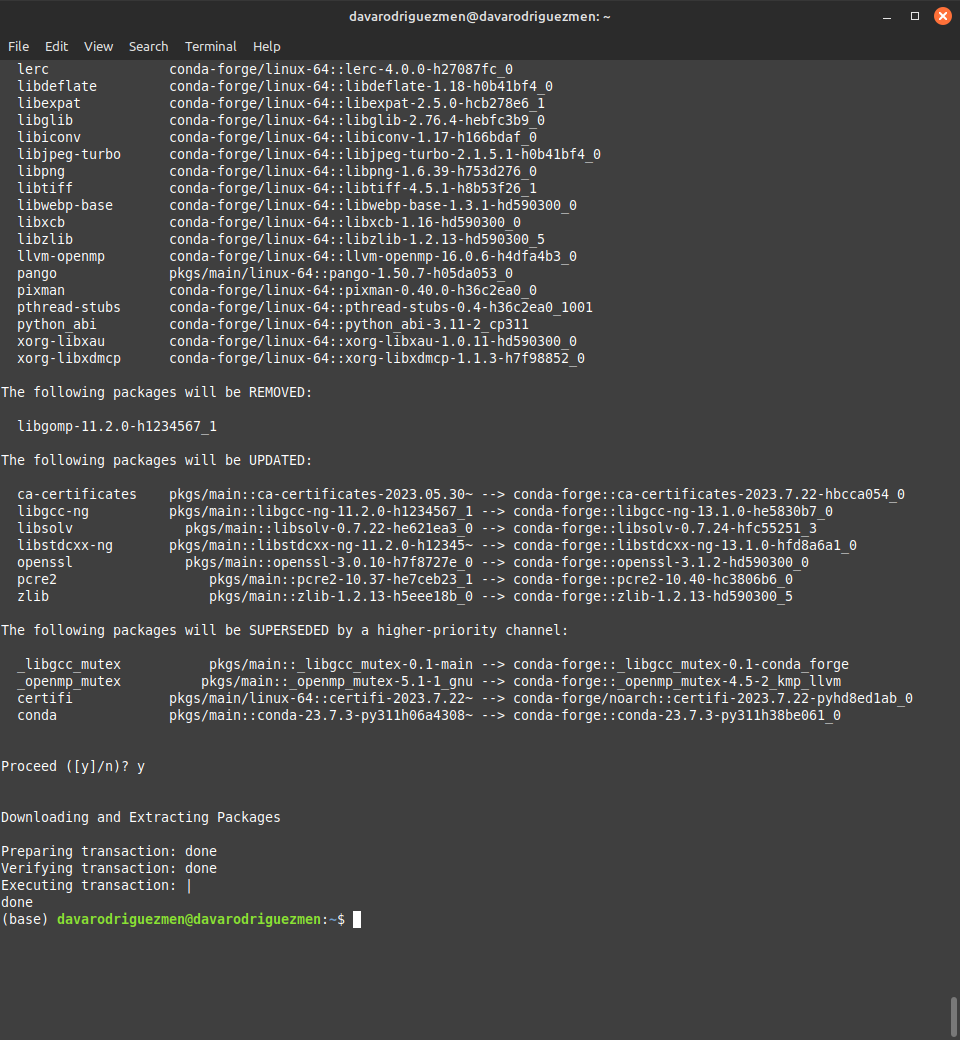 davarodriguezmen@davarodriguezmen: ~
File Edit View Search Terminal Help
lerc conda-forge/linux-64::lerc-4.0.0-h27087fc_0
libdeflate conda-forge/linux-64::libdeflate-1.18-h0b41bf4_0
libexpat conda-forge/linux-64::libexpat-2.5.0-hcb278e6_1
libglib conda-forge/linux-64::libglib-2.76.4-hebfc3b9_0
libiconv conda-forge/linux-64::libiconv-1.17-h166bdaf_0
libjpeg-turbo conda-forge/linux-64::libjpeg-turbo-2.1.5.1-h0b41bf4_0
libpng conda-forge/linux-64::libpng-1.6.39-h753d276_0
libtiff conda-forge/linux-64::libtiff-4.5.1-h8b53f26_1
libwebp-base conda-forge/linux-64::libwebp-base-1.3.1-hd590300_0
libxcb conda-forge/linux-64::libxcb-1.16-hd590300_0
libzlib conda-forge/linux-64::libzlib-1.2.13-hd590300_5
llvm-openmp conda-forge/linux-64::llvm-openmp-16.0.6-h4dfa4b3_0
pango pkgs/main/linux-64::pango-1.50.7-h05da053_0
pixman conda-forge/linux-64::pixman-0.40.0-h36c2ea0_0
pthread-stubs conda-forge/linux-64::pthread-stubs-0.4-h36c2ea0_1001
python_abi conda-forge/linux-64::python_abi-3.11-2_cp311
xorg-libxau conda-forge/linux-64::xorg-libxau-1.0.11-hd590300_0
xorg-libxdmcp conda-forge/linux-64::xorg-libxdmcp-1.1.3-h7f98852_0
The following packages will be REMOVED:
libgomp-11.2.0-h1234567_1
The following packages will be UPDATED:
ca-certificates pkgs/main::ca-certificates-2023.05.30~ --> conda-forge::ca-certificates-2023.7.22-hbcca054_0
libgcc-ng pkgs/main::libgcc-ng-11.2.0-h1234567_1 --> conda-forge::libgcc-ng-13.1.0-he5830b7_0
libsolv pkgs/main::libsolv-0.7.22-he621ea3_0 --> conda-forge::libsolv-0.7.24-hfc55251_3
libstdcxx-ng pkgs/main::libstdcxx-ng-11.2.0-h12345~ --> conda-forge::libstdcxx-ng-13.1.0-hfd8a6a1_0
openssl pkgs/main::openssl-3.0.10-h7f8727e_0 --> conda-forge::openssl-3.1.2-hd590300_0
pcre2 pkgs/main::pcre2-10.37-he7ceb23_1 --> conda-forge::pcre2-10.40-hc3806b6_0
zlib pkgs/main::zlib-1.2.13-h5eee18b_0 --> conda-forge::zlib-1.2.13-hd590300_5
The following packages will be SUPERSEDED by a higher-priority channel:
_libgcc_mutex pkgs/main::_libgcc_mutex-0.1-main --> conda-forge::_libgcc_mutex-0.1-conda_forge
_openmp_mutex pkgs/main::_openmp_mutex-5.1-1_gnu --> conda-forge::_openmp_mutex-4.5-2_kmp_llvm
certifi pkgs/main/linux-64::certifi-2023.7.22~ --> conda-forge/noarch::certifi-2023.7.22-pyhd8ed1ab_0
conda pkgs/main::conda-23.7.3-py311h06a4308~ --> conda-forge::conda-23.7.3-py311h38be061_0
Proceed ([y]/n)? y
Downloading and Extracting Packages
Preparing transaction: done
Verifying transaction: done
Executing transaction: |
done
(base) davarodriguezmen@davarodriguezmen:~$